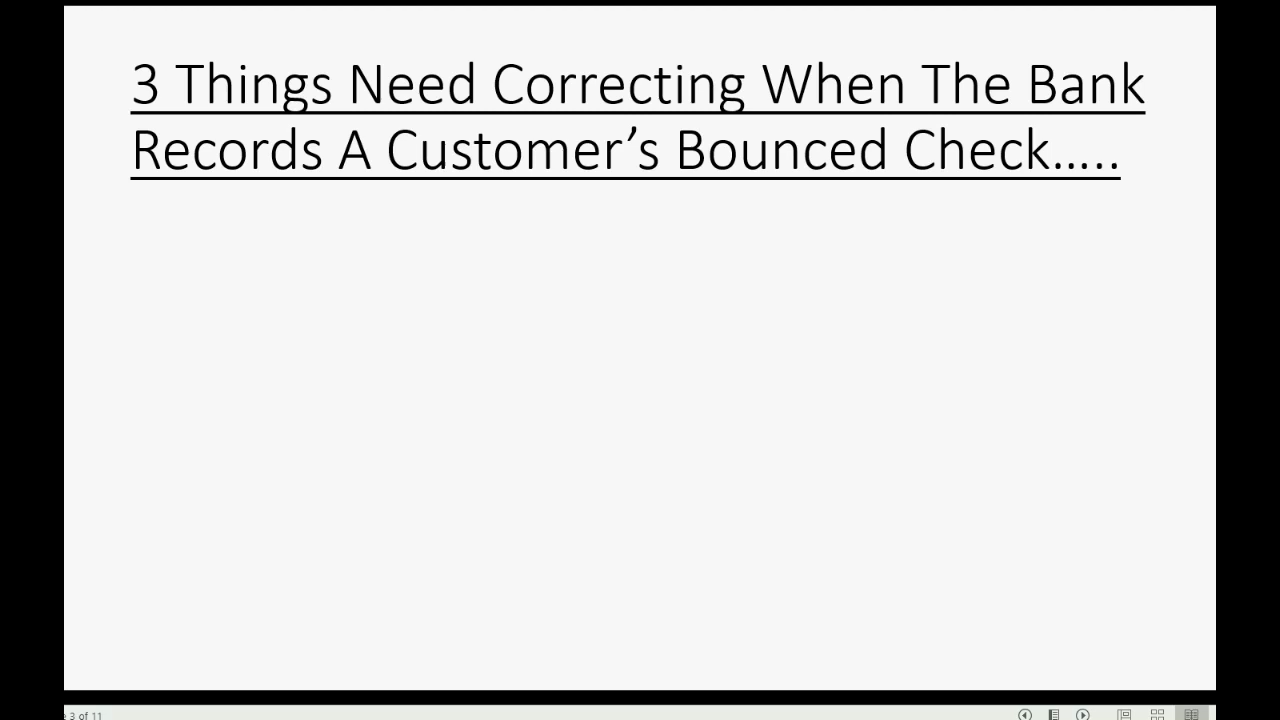 3 Things Need Correcting When The Bank
Records A Customer’s Bounced Check.....
3 of 11